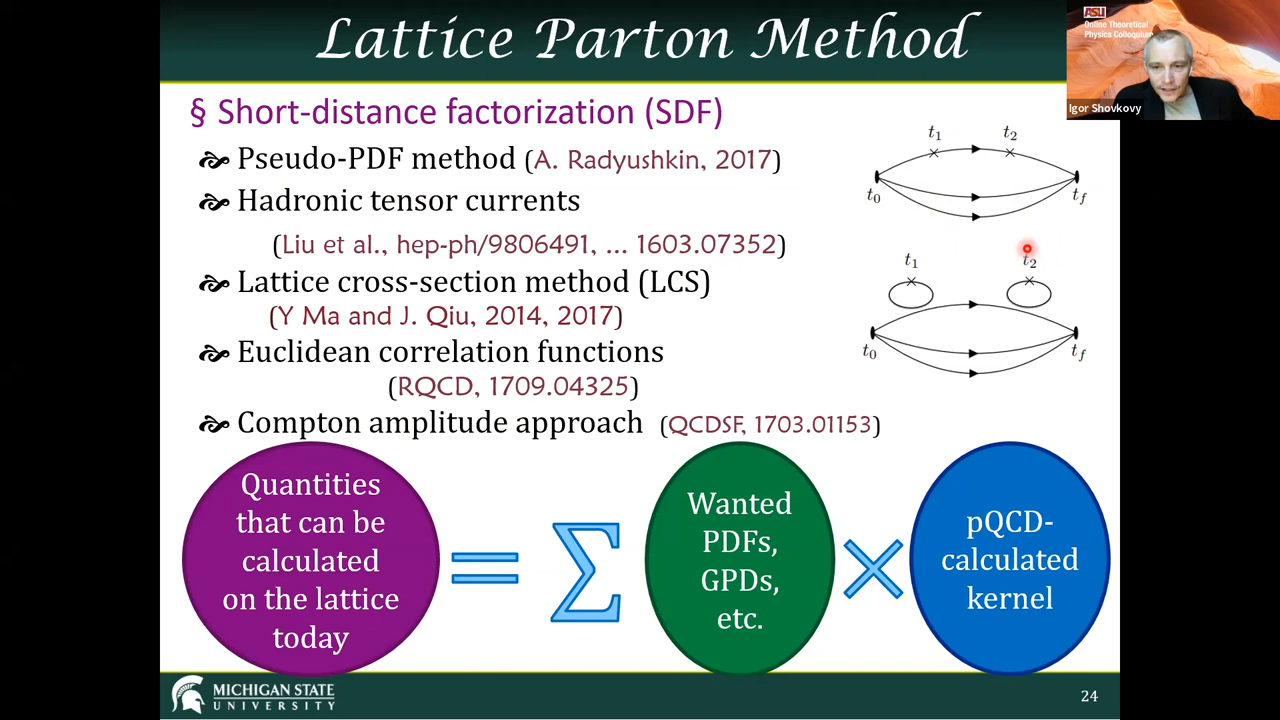 Lattice Parton Method
ASU
Online Theoretical
Physics Colloquium
Igor Shovkovy
§ Short-distance factorization (SDF)
Pseudo-PDF method (A. Radyushkin, 2017)
Hadronic tensor currents
(Liu et al., hep-ph/9806491, ... 1603.07352)
Lattice cross-section method (LCS)
(Y Ma and J. Qiu, 2014, 2017)
Euclidean correlation functions
(RQCD, 1709.04325)
Compton amplitude approach (QCDSF, 1703.01153)
t1 t2
t0 tf
t1 t2
t0 tf
Quantities
that can be
calculated
on the lattice
today
=
Σ
Wanted
PDFs,
GPDs,
etc.
×
pQCD-
calculated
kernel
MICHIGAN STATE
UNIVERSITY
24